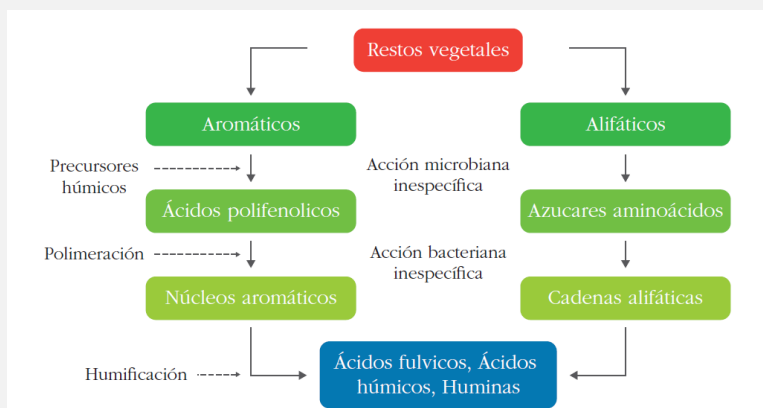 Restos vegetales
Aromáticos
Alifáticos
Precursores
húmicos
Acción microbiana
inespecífica
Ácidos polifenolicos
Azucares aminoácidos
Polimeración
Acción bacteriana
inespecífica
Núcleos aromáticos
Cadenas alifáticas
Humificación
Ácidos fulvicos, Ácidos
húmicos, Huminas